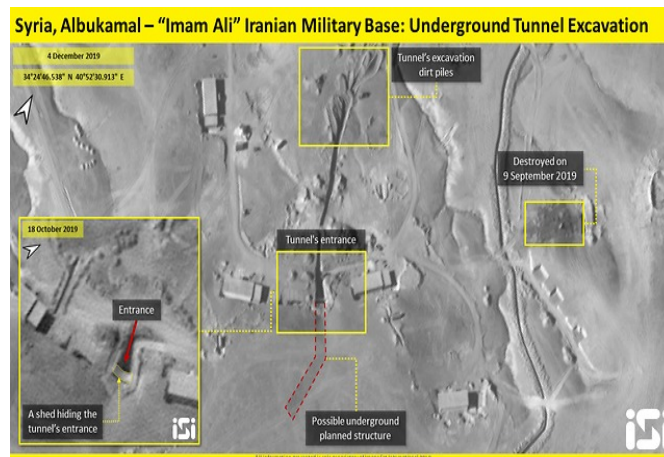 Syria, Albukamal – “Imam Ali” Iranian Military Base: Underground Tunnel Excavation
4 December 2019
34°24'46.538" N 40°52'30.913" E
Tunnel's excavation
dirt piles
Destroyed on
9 September 2019
18 October 2019
Tunnel's entrance
Entrance
A shed hiding the
tunnel's entrance
iSi
Possible underground
planned structure
iSi